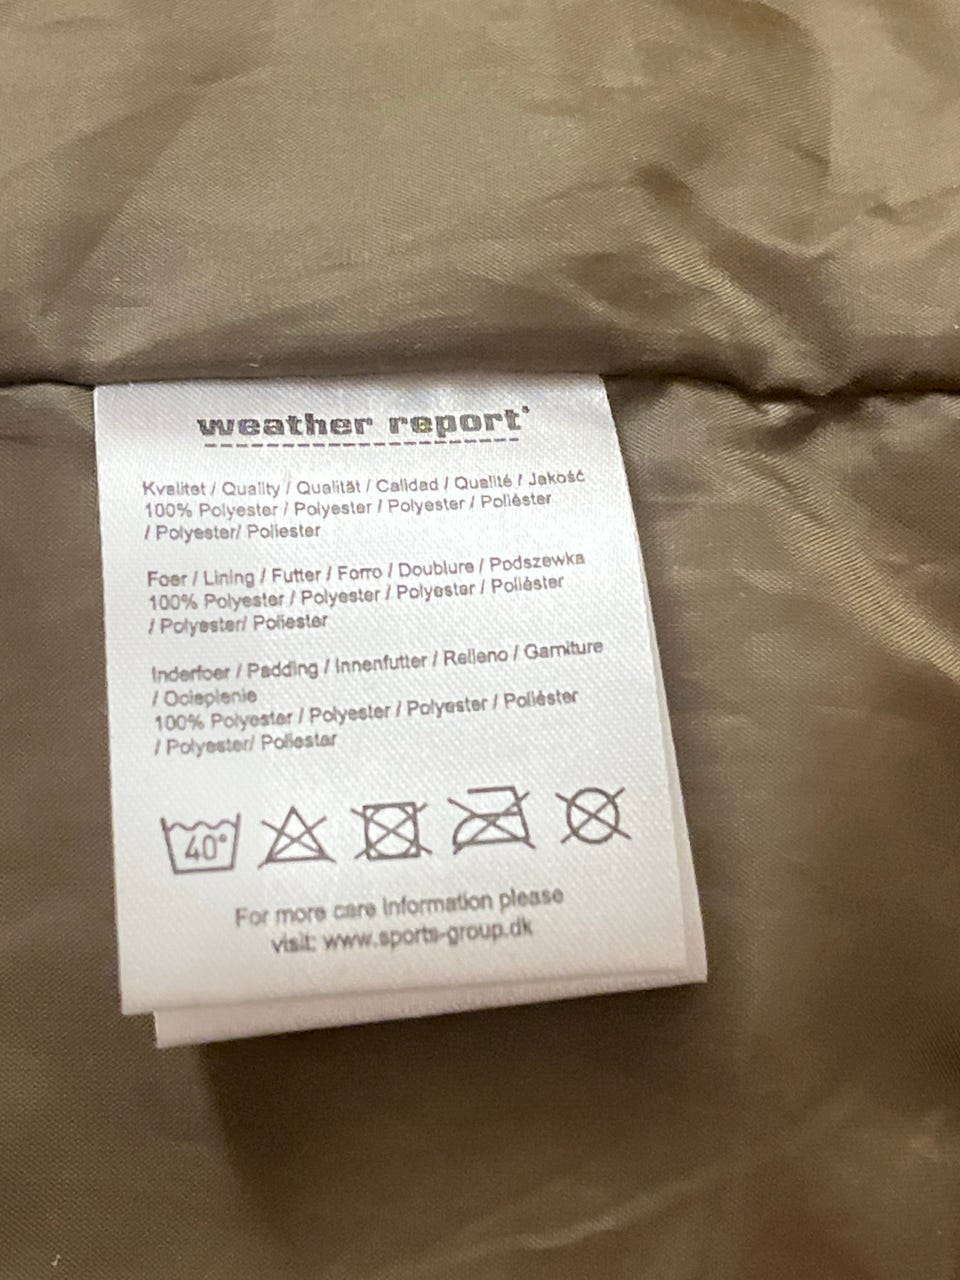 weather report®
Kvalitet / Quality / Qualität / Calidad / Qualité / Jakość
100% Polyester / Polyester / Polyester / Poliéster
/ Polyester/ Poliester
Foer / Lining / Futter / Forro / Doublure / Podszewka
100% Polyester / Polyester / Polyester / Poliéster
/ Polyester/ Poliester
Inderfoer / Padding / Innenfutter / Relleno / Garniture
/ Ocieplenie
100% Polyester / Polyester / Polyester / Poliéster
/ Polyester/ Poliester
40°
For more care information please
visit: www.sports-group.dk